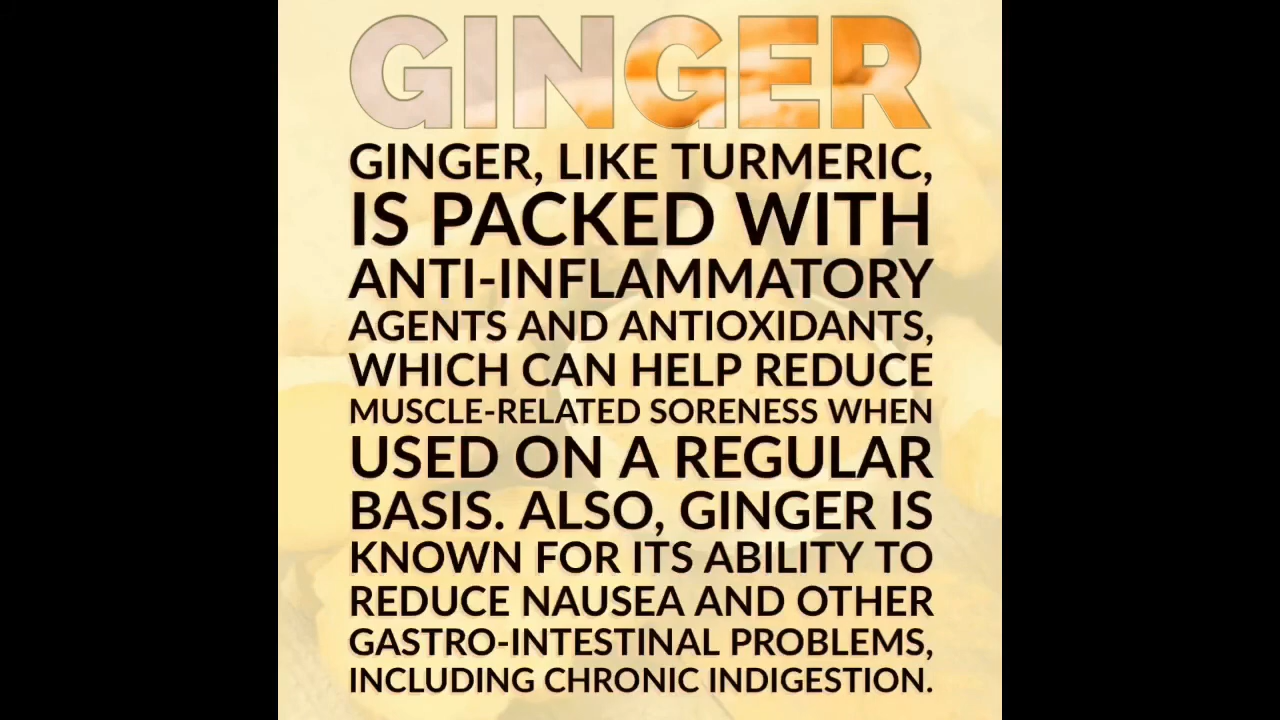 GINGER
GINGER, LIKE TURMERIC,
IS PACKED WITH
ANTI-INFLAMMATORY
AGENTS AND ANTIOXIDANTS,
WHICH CAN HELP REDUCE
MUSCLE-RELATED SORENESS WHEN
USED ON A REGULAR
BASIS. ALSO, GINGER IS
KNOWN FOR ITS ABILITY TO
REDUCE NAUSEA AND OTHER
GASTRO-INTESTINAL PROBLEMS,
INCLUDING CHRONIC INDIGESTION.